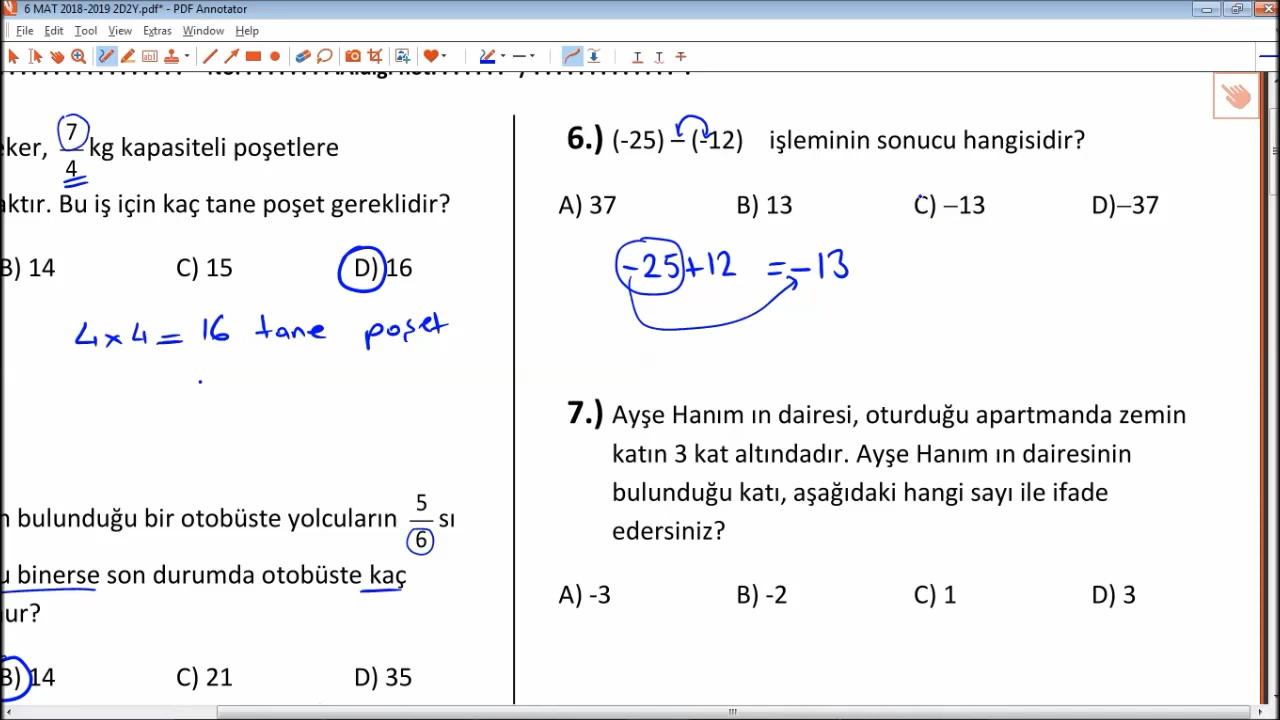 6 MAT 2018-2019 2D2Y.pdf* - PDF Annotator
File Edit Tool View Extras Window Help
eker, 7/4 kg kapasiteli poşetlere
aktır. Bu iş için kaç tane poşet gereklidir?
B) 14 C) 15 D) 16
4 x 4 = 16 tane poşet
n bulunduğu bir otobüste yolcuların 5/6 sı
u binerse son durumda otobüste kaç
nur?
B) 14 C) 21 D) 35
6.) (-25) – (-12) işleminin sonucu hangisidir?
A) 37 B) 13 C) –13 D)–37
-25+12 = -13
7.) Ayşe Hanım ın dairesi, oturduğu apartmanda zemin
katın 3 kat altındadır. Ayşe Hanım ın dairesinin
bulunduğu katı, aşağıdaki hangi sayı ile ifade
edersiniz?
A) -3 B) -2 C) 1 D) 3